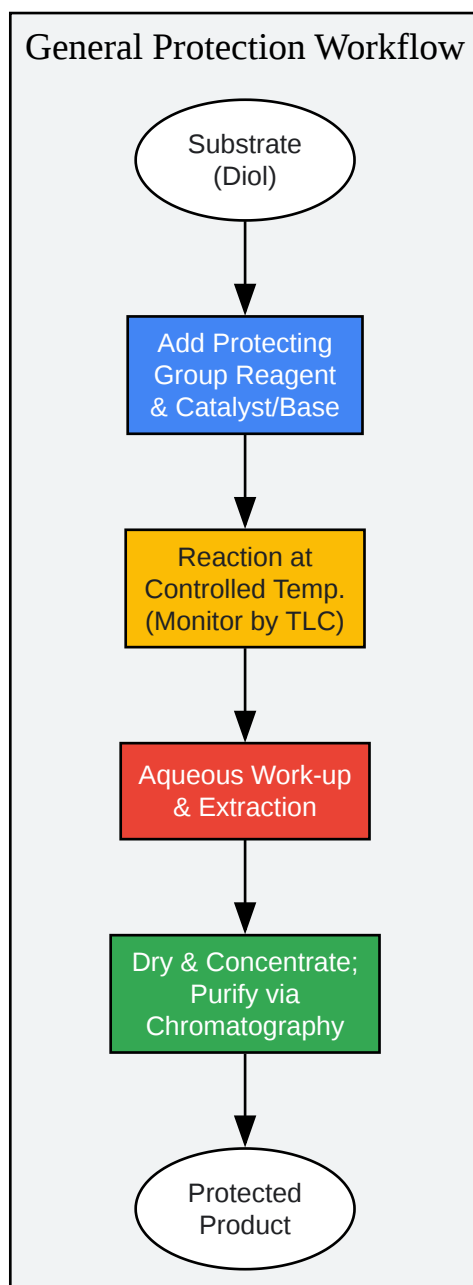 General Protection Workflow
Substrate
(Diol)
Add Protecting
Group Reagent
& Catalyst/Base
Reaction at
Controlled Temp.
(Monitor by TLC)
Aqueous Work-up
& Extraction
Dry & Concentrate;
Purify via
Chromatography
Protected
Product